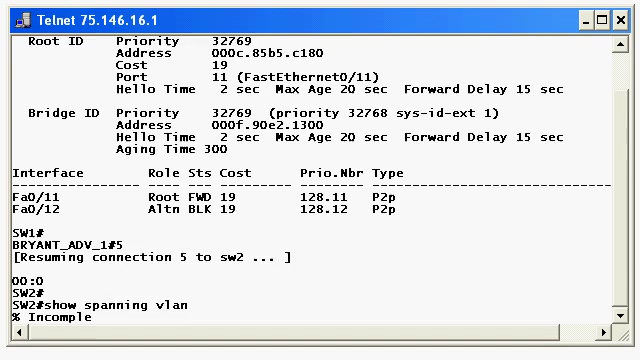 Telnet 75.146.16.1
Root ID Priority 32769
Address 000c.85b5.c180
Cost 19
Port 11 (FastEthernet0/11)
Hello Time 2 sec Max Age 20 sec Forward Delay 15 sec
Bridge ID Priority 32769 (priority 32768 sys-id-ext 1)
Address 000f.90e2.1300
Hello Time 2 sec Max Age 20 sec Forward Delay 15 sec
Aging Time 300
Interface Role Sts Cost Prio.Nbr Type
Fa0/11 Root FWD 19 128.11 P2p
Fa0/12 Altn BLK 19 128.12 P2p
SW1#
BRYANT_ADV_1#5
[Resuming connection 5 to sw2 ... ]
00:0
SW2#
SW2#show spanning vlan
% Incomple